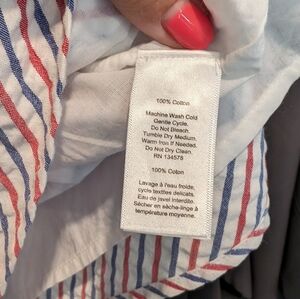 100% Cotton
Machine Wash Cold
Gentle Cycle,
Do Not Bleach.
Tumble Dry Medium.
Warm Iron If Needed.
Do Not Dry Clean.
RN 134578
100% Coton
Lavage à l'eau froide,
cycle textiles delicats.
Eau de javel interdite.
Sécher en sèche-linge à
température moyenne.